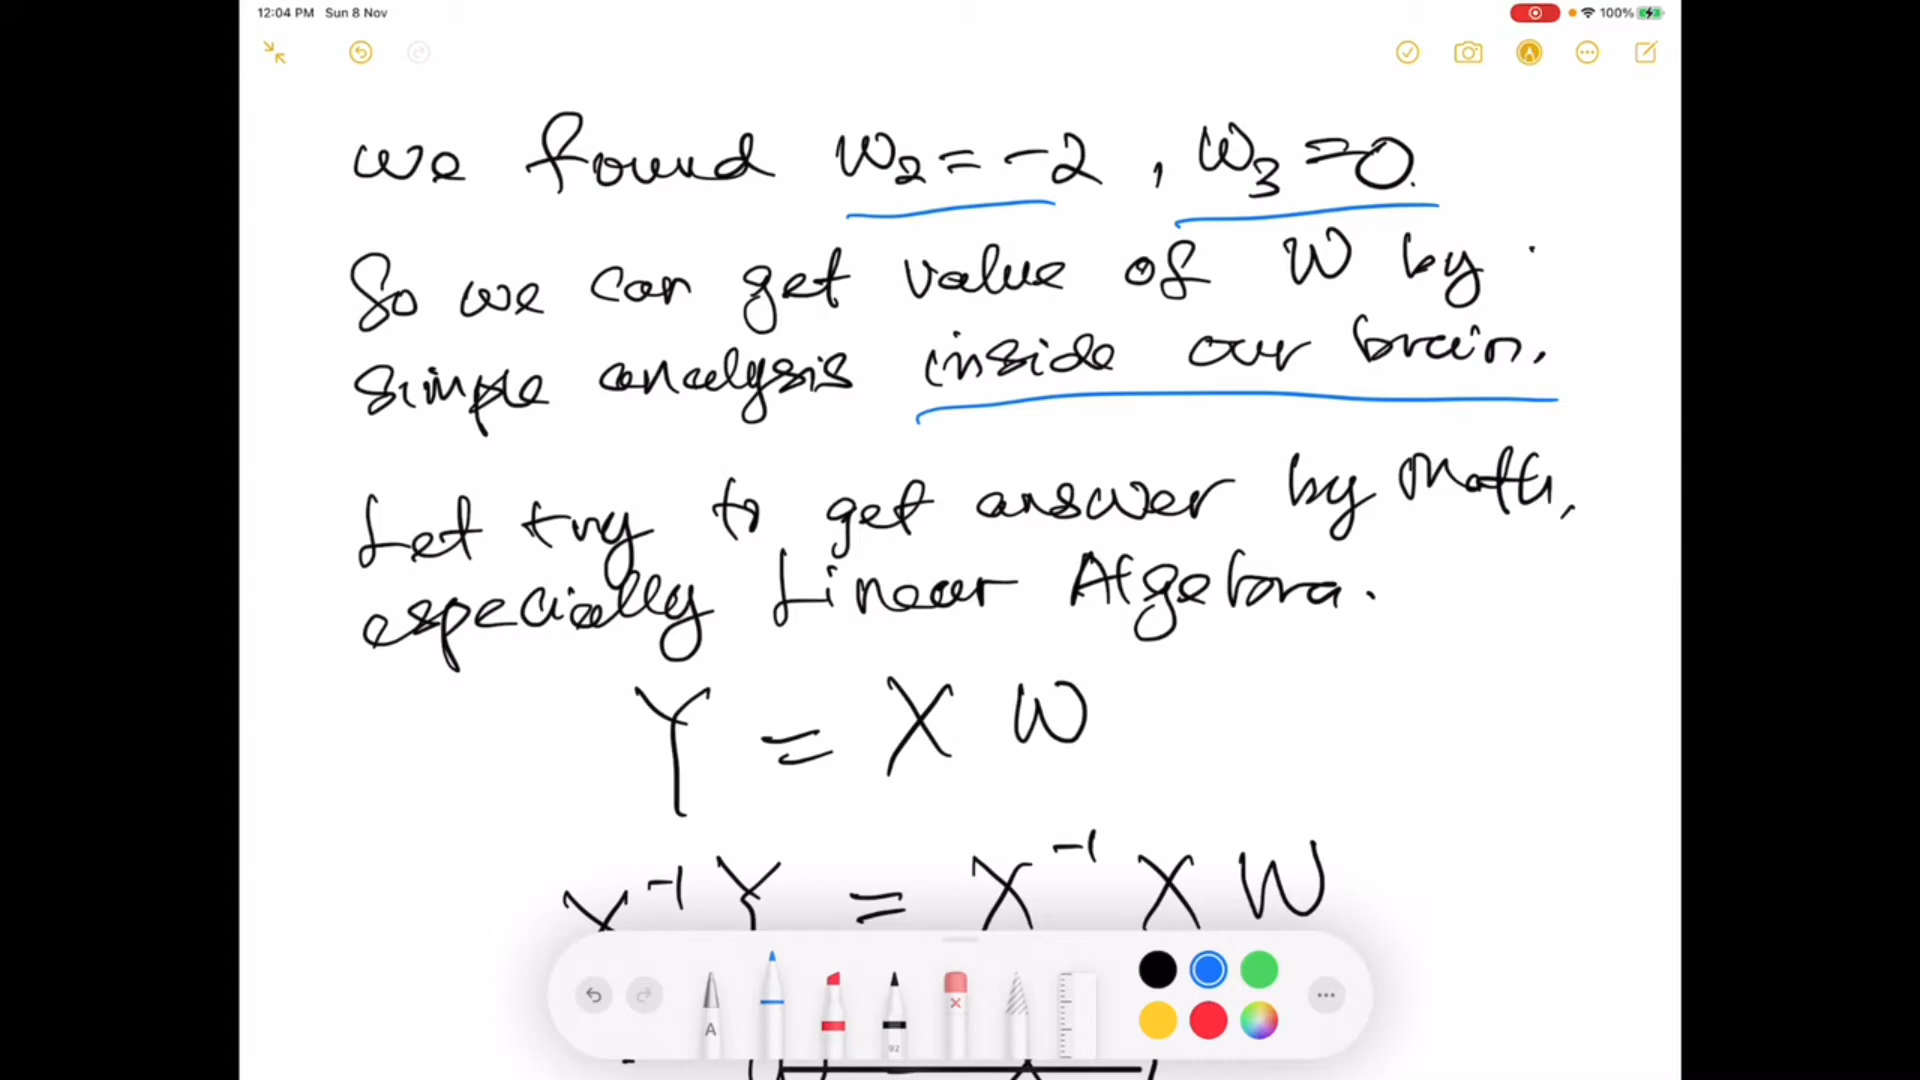 12:04 PM Sun 8 Nov
100%
we found w₂ = -2 , w₃ = 0.
So we can get value of W by
simple analysis inside our brain.
Let try to get answer by Math,
especially Linear Algebra.
Y = X W
X⁻¹ Y = X⁻¹ X W
A
92